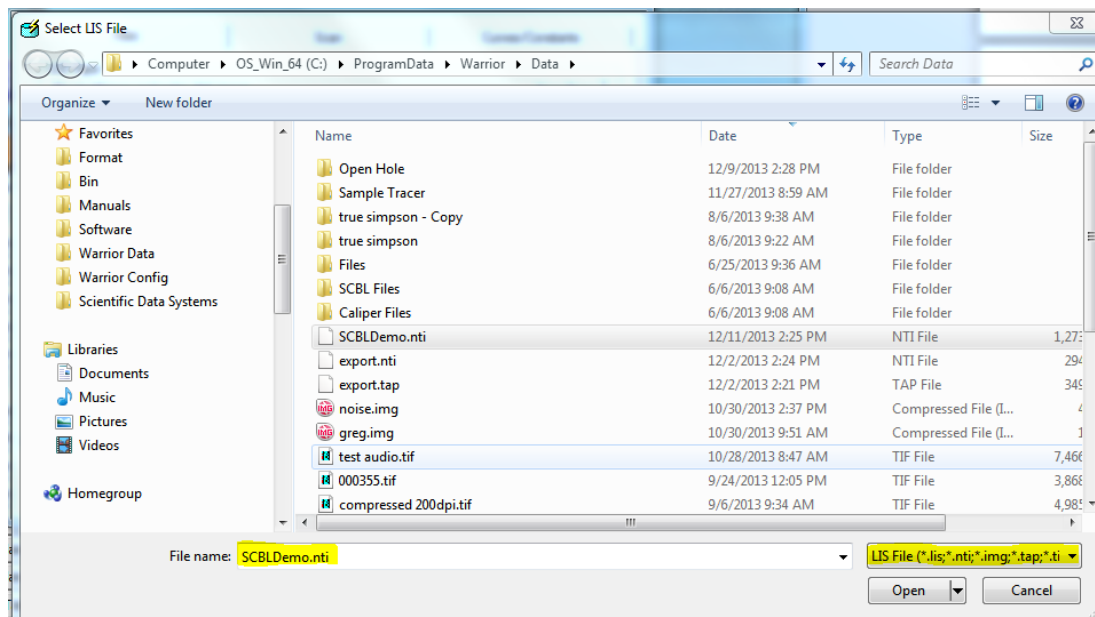 Select LIS File
Computer OS_Win_64 (C:) ProgramData Warrior Data Search Data
Organize New folder
Favorites
Format
Bin
Manuals
Software
Warrior Data
Warrior Config
Scientific Data Systems
Libraries
Documents
Music
Pictures
Videos
Homegroup
Name Date Type Size
Open Hole 12/9/2013 2:28 PM File folder
Sample Tracer 11/27/2013 8:59 AM File folder
true simpson - Copy 8/6/2013 9:38 AM File folder
true simpson 8/6/2013 9:22 AM File folder
Files 6/25/2013 9:36 AM File folder
SCBL Files 6/6/2013 9:08 AM File folder
Caliper Files 6/6/2013 9:08 AM File folder
SCBLDemo.nti 12/11/2013 2:25 PM NTI File
export.nti 12/2/2013 2:24 PM NTI File 294
export.tap 12/2/2013 2:21 PM TAP File 349
noise.img 10/30/2013 2:37 PM Compressed File (I...
greg.img 10/30/2013 9:51 AM Compressed File (I...
test audio.tif 10/28/2013 8:47 AM TIF File 7,466
000355.tif 9/24/2013 12:05 PM TIF File 3,868
compressed 200dpi.tif 9/6/2013 9:34 AM TIF File 4,985
File name: SCBLDemo.nti LIS File (*.lis;*.nti;*.img;*.tap;*.ti
Open Cancel